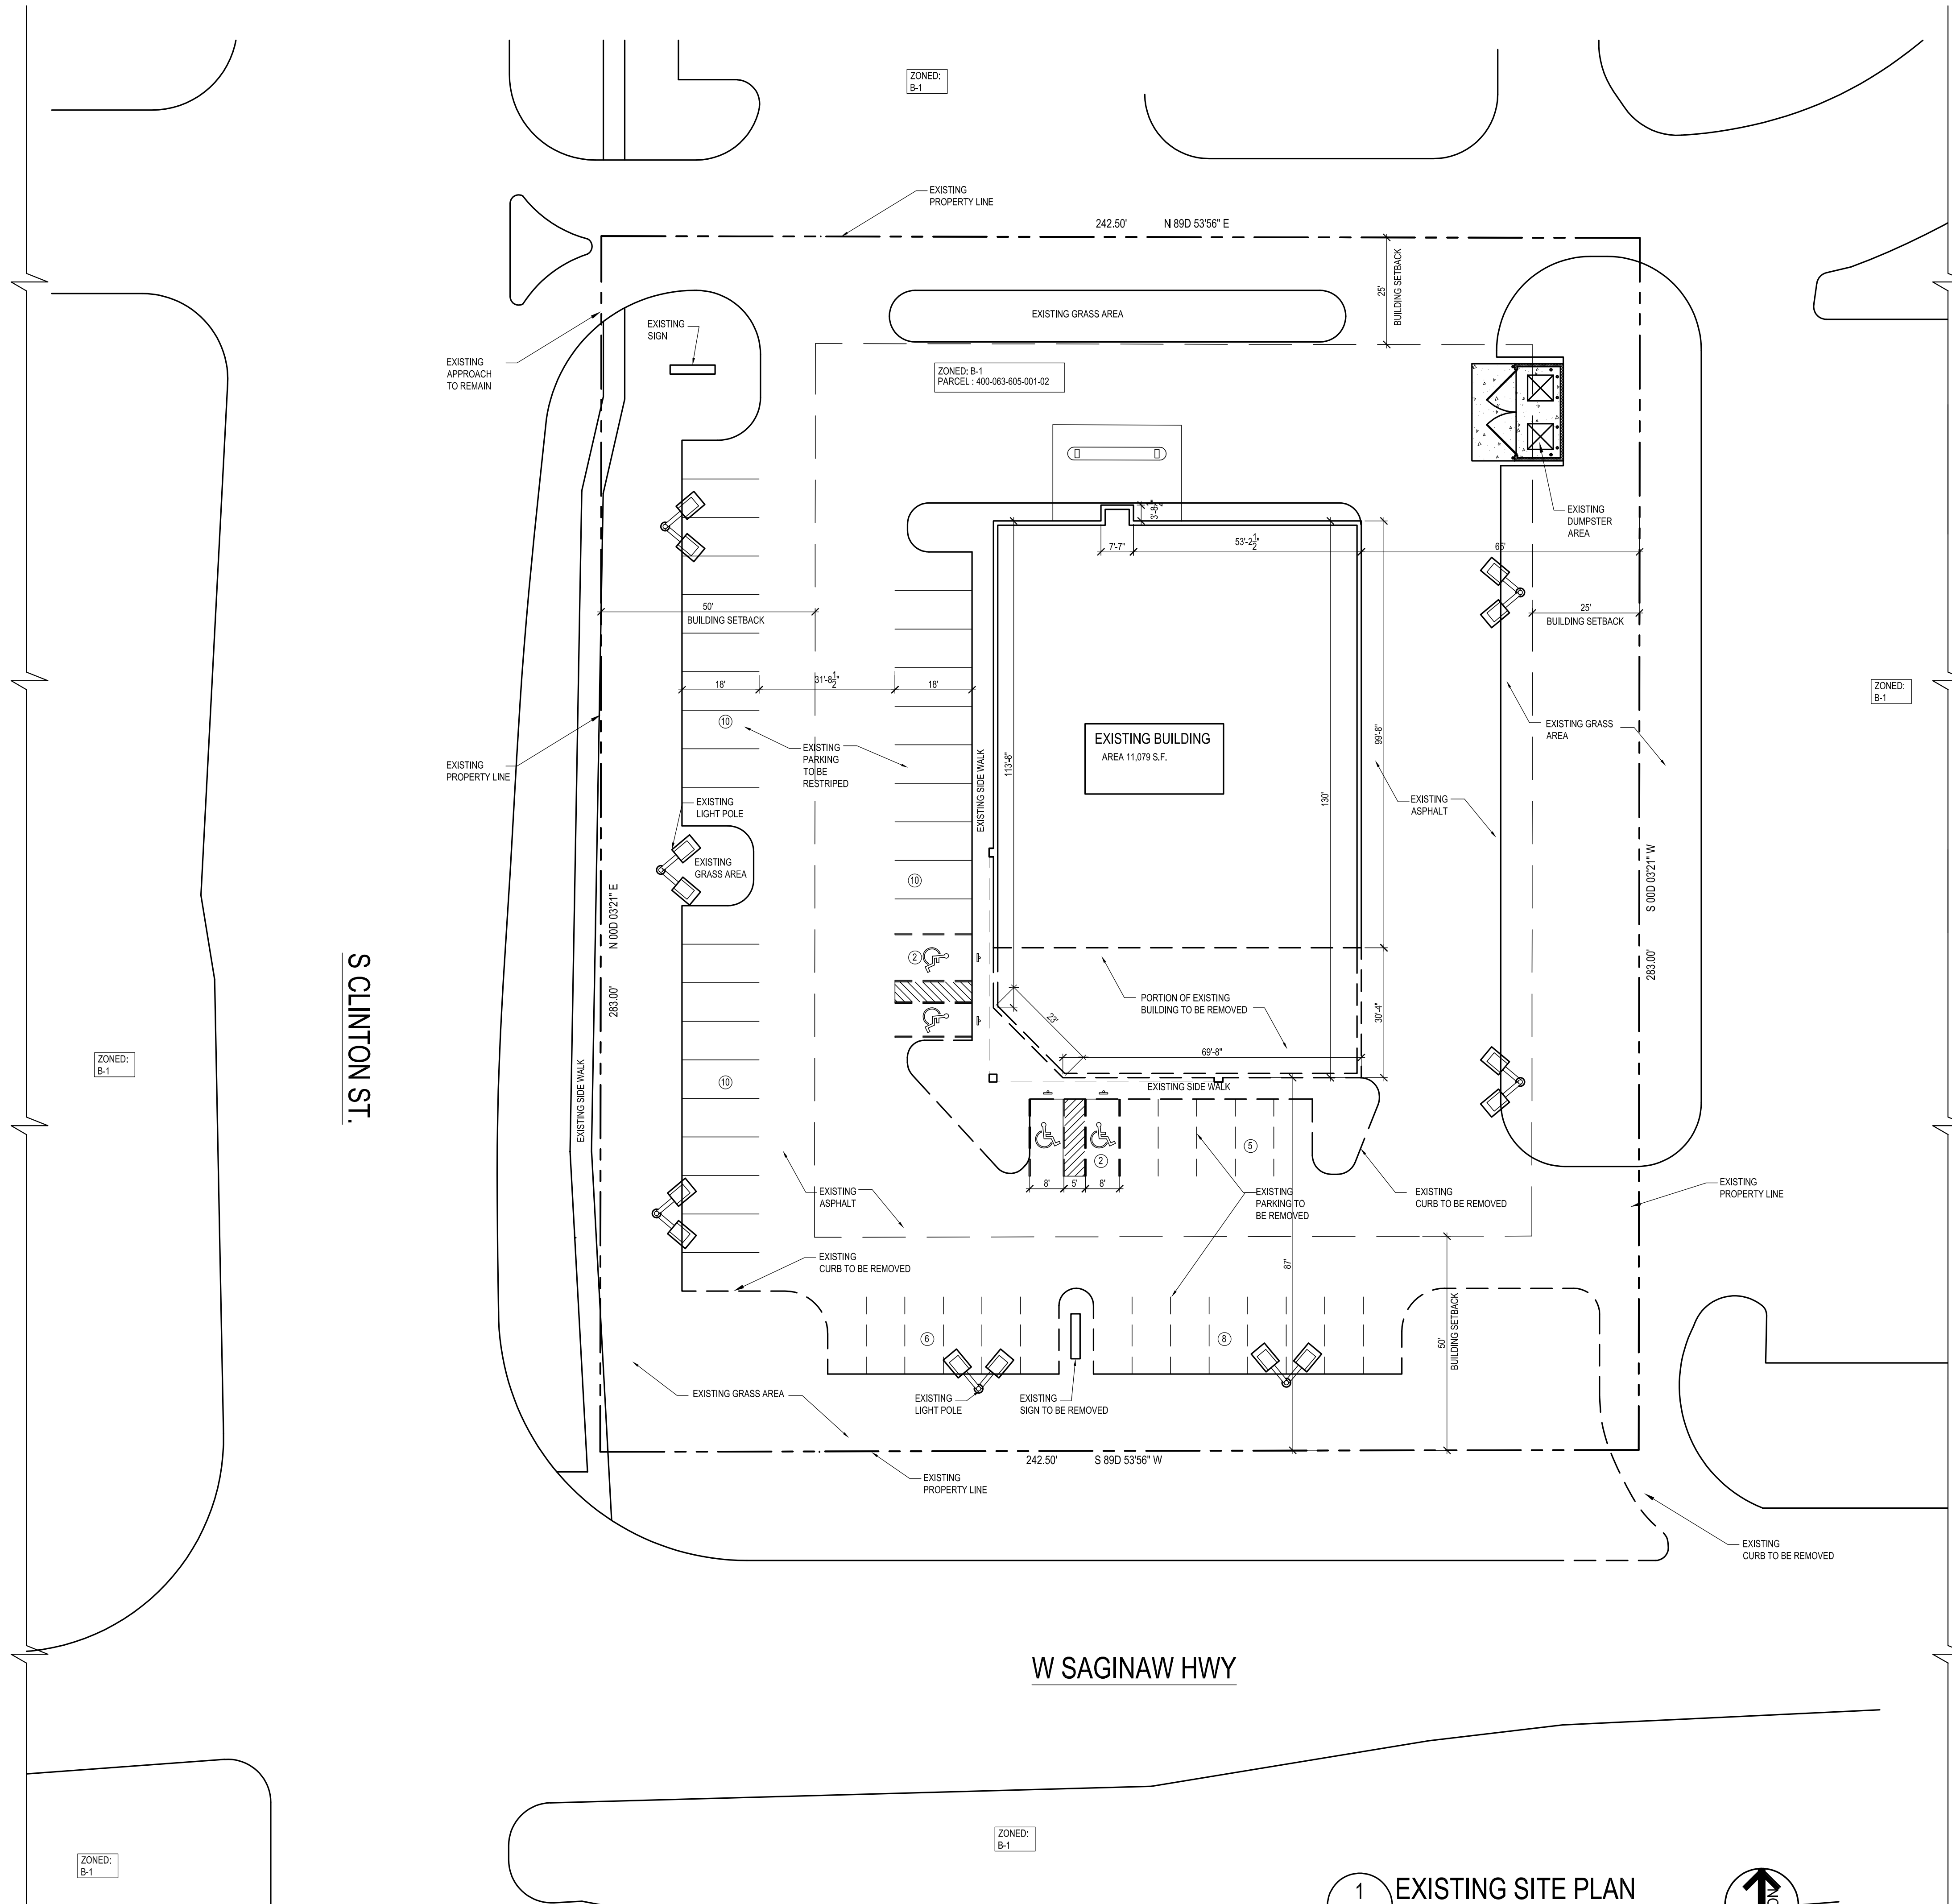 ZONED:
B-1
EXISTING
PROPERTY LINE
242.50' N 89D 53'56" E
25'
BUILDING SETBACK
EXISTING GRASS AREA
EXISTING
SIGN
EXISTING
APPROACH
TO REMAIN
ZONED: B-1
PARCEL : 400-063-605-001-02
EXISTING
DUMPSTER
AREA
3'-8 1/2"
7'-7"
53'-2 1/2"
65'
50'
BUILDING SETBACK
25'
BUILDING SETBACK
18'
31'-8 1/2"
18'
ZONED:
B-1
10
EXISTING
PARKING
TO BE
RESTRIPED
EXISTING
PROPERTY LINE
EXISTING SIDE WALK
113'-8"
EXISTING BUILDING
AREA 11,079 S.F.
130'
99'-8"
EXISTING GRASS
AREA
EXISTING
LIGHT POLE
EXISTING
ASPHALT
EXISTING
GRASS AREA
10
N 00D 03'21" E
283.00'
S 00D 03'21" W
283.00'
S CLINTON ST.
2
PORTION OF EXISTING
BUILDING TO BE REMOVED
30'-4"
23'
69'-8"
ZONED:
B-1
EXISTING SIDE WALK
10
EXISTING SIDE WALK
5
2
8'
5'
8'
EXISTING
ASPHALT
EXISTING
PARKING TO
BE REMOVED
EXISTING
CURB TO BE REMOVED
EXISTING
PROPERTY LINE
EXISTING
CURB TO BE REMOVED
87'
50'
BUILDING SETBACK
6
8
EXISTING GRASS AREA
EXISTING
LIGHT POLE
EXISTING
SIGN TO BE REMOVED
242.50' S 89D 53'56" W
EXISTING
PROPERTY LINE
EXISTING
CURB TO BE REMOVED
W SAGINAW HWY
ZONED:
B-1
ZONED:
B-1
1
EXISTING SITE PLAN